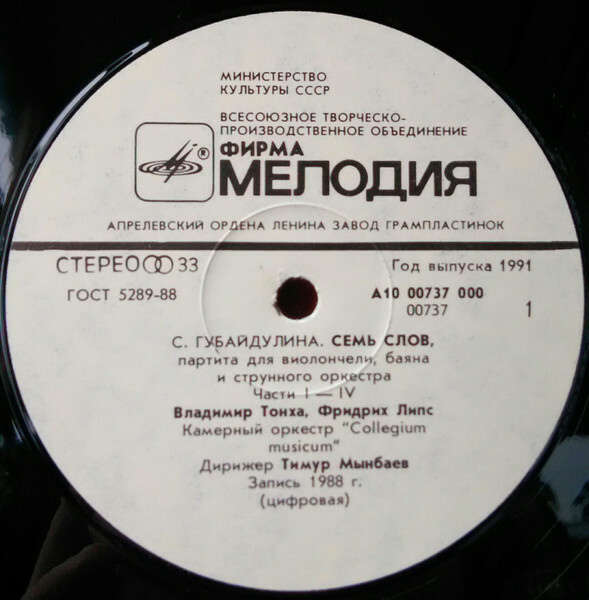 МИНИСТЕРСТВО
КУЛЬТУРЫ СССР
ВСЕСОЮЗНОЕ ТВОРЧЕСКО-
ПРОИЗВОДСТВЕННОЕ ОБЪЕДИНЕНИЕ
®
ФИРМА
МЕЛОДИЯ
АПРЕЛЕВСКИЙ ОРДЕНА ЛЕНИНА ЗАВОД ГРАМПЛАСТИНОК
СТЕРЕО 33
Год выпуска 1991
ГОСТ 5289-88
А10 00737 000
00737
1
С. ГУБАЙДУЛИНА. СЕМЬ СЛОВ,
партита для виолончели, баяна
и струнного оркестра
Части I — IV
Владимир Тонха, Фридрих Липс
Камерный оркестр "Collegium
musicum"
Дирижер Тимур Мынбаев
Запись 1988 г.
(цифровая)